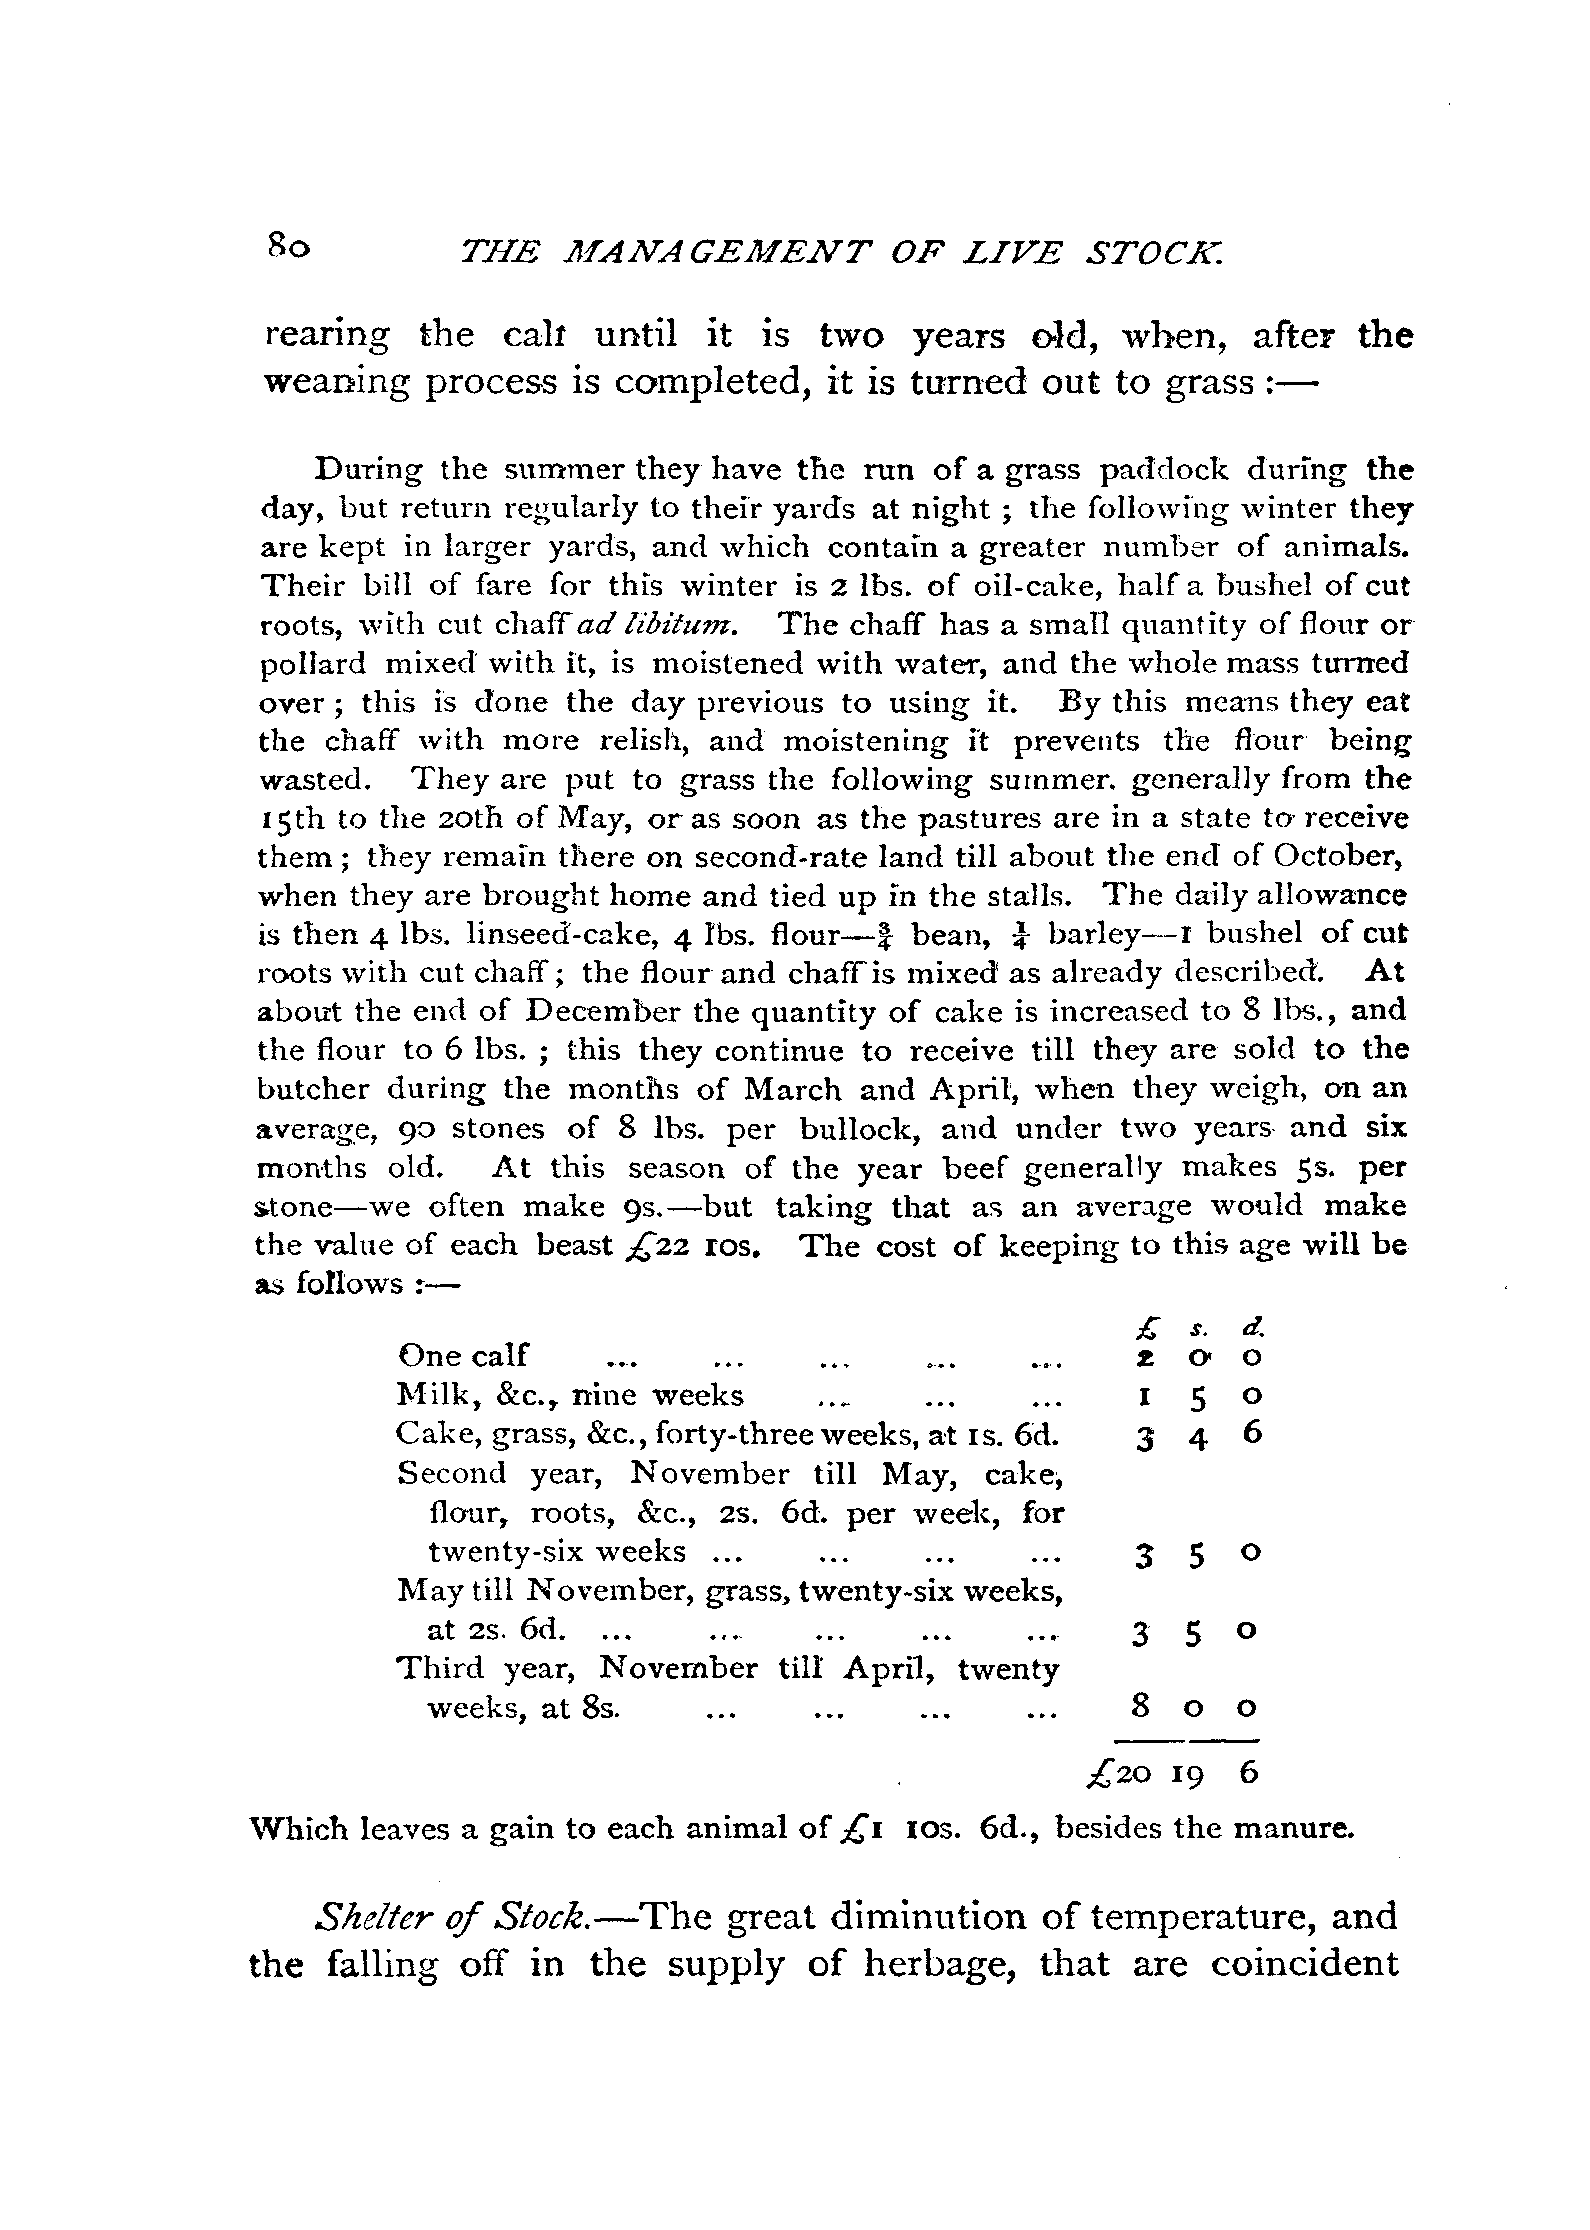 80 THE MANAGEMENT OF LIVE STOCK.
rearing the calf until it is two years old, when, after the
weaning process is completed, it is turned out to grass :—
During the summer they have the run of a grass paddock during the
day, but return regularly to their yards at night ; the following winter they
are kept in larger yards, and which contain a greater number of animals.
Their bill of fare for this winter is 2 lbs. of oil-cake, half a bushel of cut
roots, with cut chaff ad libitum. The chaff has a small quantity of flour or
pollard mixed with it, is moistened with water, and the whole mass turned
over ; this is done the day previous to using it. By this means they eat
the chaff with more relish, and moistening it prevents the flour being
wasted. They are put to grass the following summer. generally from the
15th to the 20th of May, or as soon as the pastures are in a state to receive
them ; they remain there on second-rate land till about the end of October,
when they are brought home and tied up in the stalls. The daily allowance
is then 4 lbs. linseed-cake, 4 lbs. flour—¾ bean, ¼ barley—1 bushel of cut
roots with cut chaff ; the flour and chaff is mixed as already described. At
about the end of December the quantity of cake is increased to 8 lbs., and
the flour to 6 lbs. ; this they continue to receive till they are sold to the
butcher during the months of March and April, when they weigh, on an
average, 90 stones of 8 lbs. per bullock, and under two years and six
months old. At this season of the year beef generally makes 5s. per
stone—we often make 9s.—but taking that as an average would make
the value of each beast £22 10s. The cost of keeping to this age will be
as follows :—
£ s. d.
One calf ... ... ... ... ... 2 0 0
Milk, &c., nine weeks ... ... ... 1 5 0
Cake, grass, &c., forty-three weeks, at 1s. 6d. 3 4 6
Second year, November till May, cake,
flour, roots, &c., 2s. 6d. per week, for
twenty-six weeks ... ... ... ... 3 5 0
May till November, grass, twenty-six weeks,
at 2s. 6d. ... ... ... ... ... 3 5 0
Third year, November till April, twenty
weeks, at 8s. ... ... ... ... 8 0 0
£20 19 6
Which leaves a gain to each animal of £1 10s. 6d., besides the manure.
Shelter of Stock.—The great diminution of temperature, and
the falling off in the supply of herbage, that are coincident